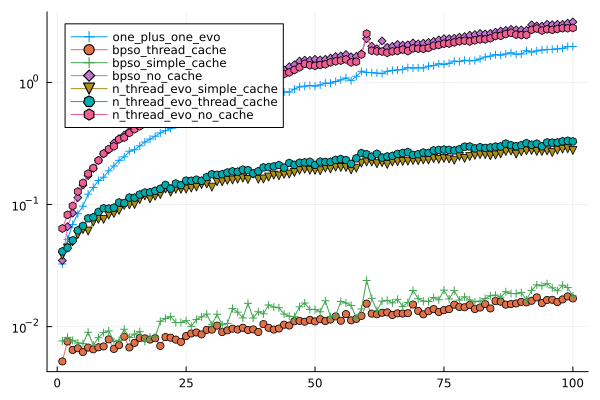 one_plus_one_evo
bpso_thread_cache
bpso_simple_cache
bpso_no_cache
n_thread_evo_simple_cache
n_thread_evo_thread_cache
n_thread_evo_no_cache
10⁰
10⁻¹
10⁻²
0 25 50 75 100